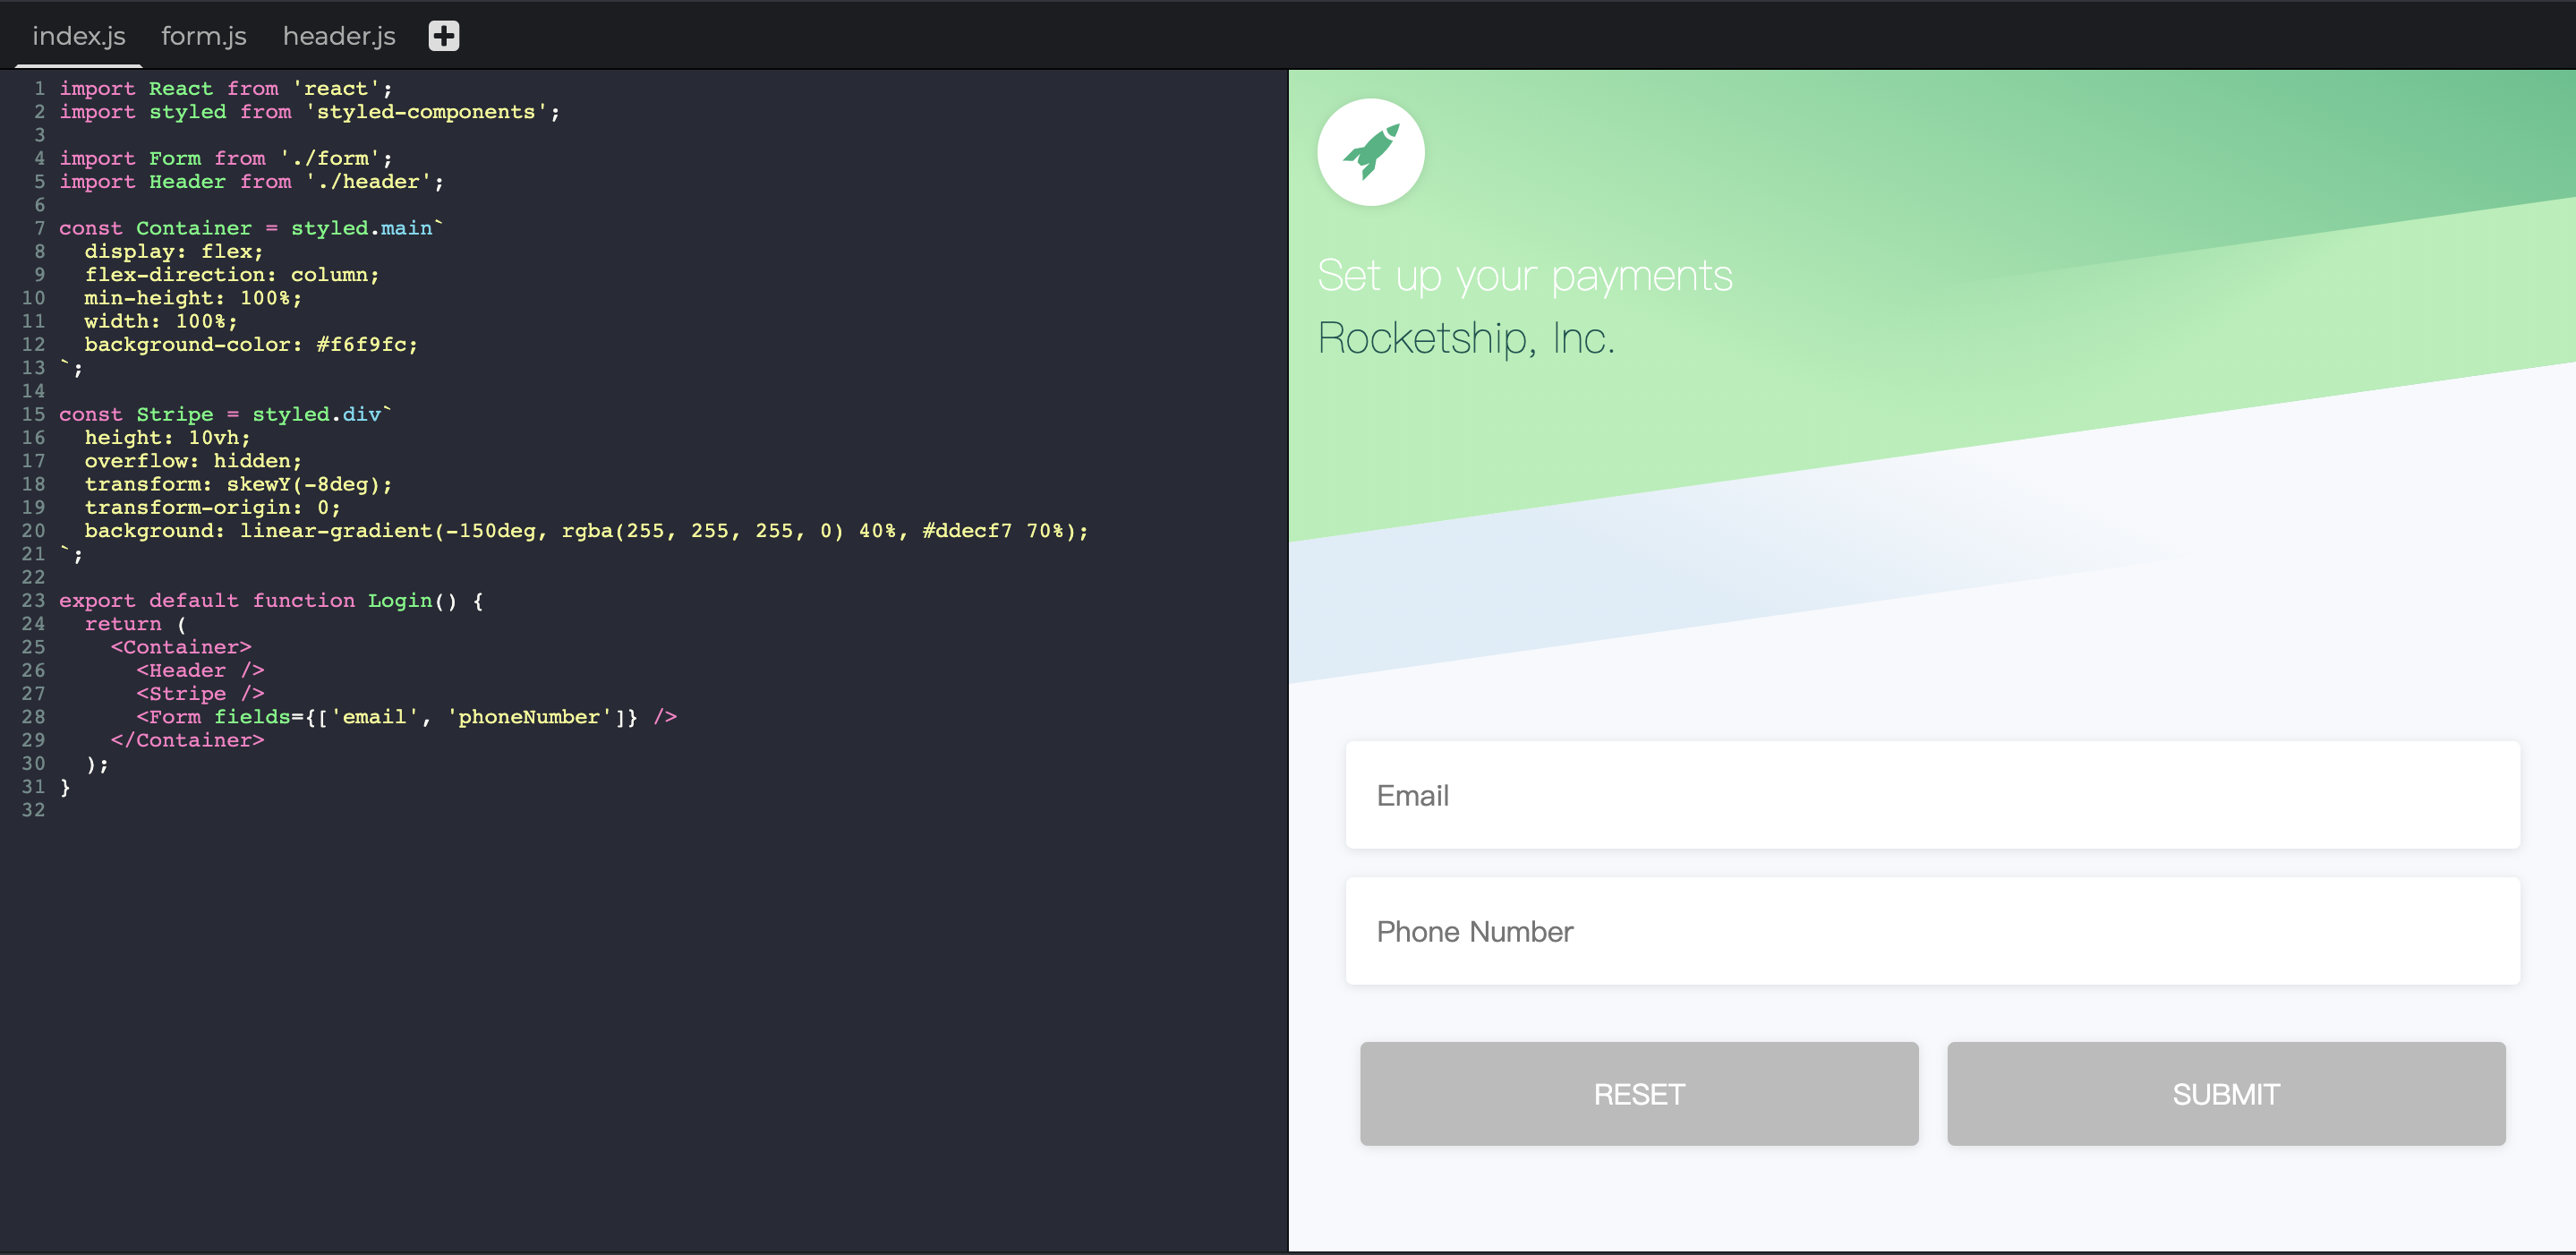 index.js form.js header.js
1 import React from 'react';
2 import styled from 'styled-components';
3
4 import Form from './form';
5 import Header from './header';
6
7 const Container = styled.main`
8   display: flex;
9   flex-direction: column;
10   min-height: 100%;
11   width: 100%;
12   background-color: #f6f9fc;
13 `;
14
15 const Stripe = styled.div`
16   height: 10vh;
17   overflow: hidden;
18   transform: skewY(-8deg);
19   transform-origin: 0;
20   background: linear-gradient(-150deg, rgba(255, 255, 255, 0) 40%, #ddecf7 70%);
21 `;
22
23 export default function Login() {
24   return (
25     <Container>
26       <Header />
27       <Stripe />
28       <Form fields={['email', 'phoneNumber']} />
29     </Container>
30   );
31 }
32
Set up your payments
Rocketship, Inc.
Email
Phone Number
RESET SUBMIT